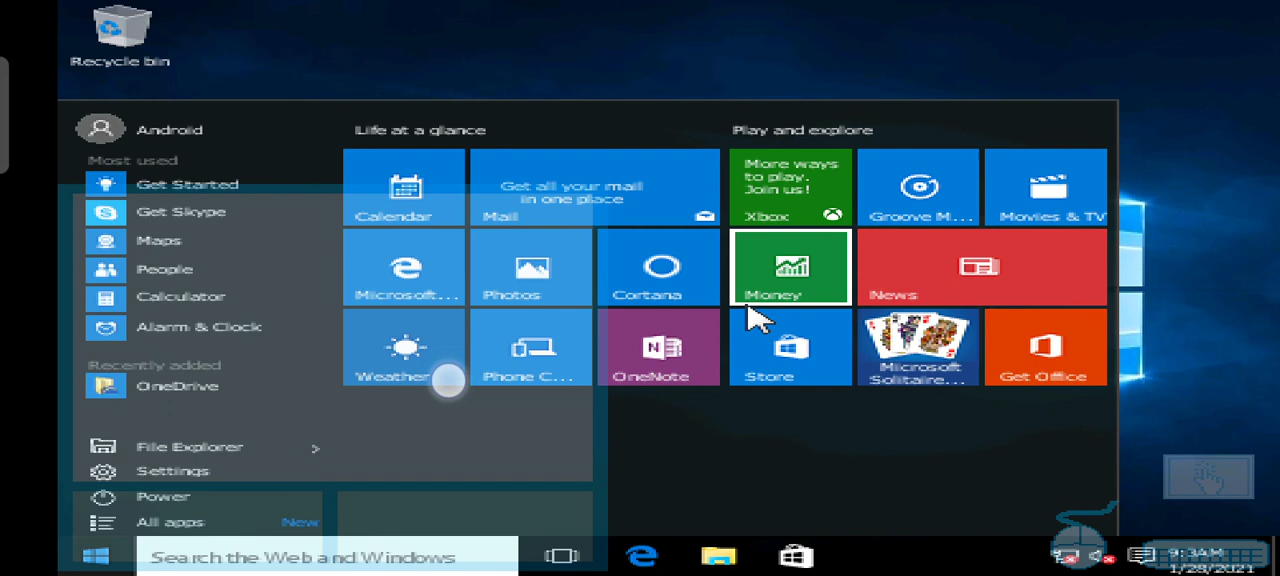 Recycle bin
Android
Most used
Get Started
Get Skype
Maps
People
Calculator
Alarm & Clock
Recently added
OneDrive
File Explorer >
Settings
Power
All apps New
Life at a glance
Calendar
Get all your mail
in one place
Mail
Microsoft...
Photos
Cortana
Weather
Phone C...
OneNote
Play and explore
More ways
to play.
Join us!
Xbox
Groove M...
Movies & TV
Money
News
Store
Microsoft
Solitaire...
Get Office
Search the Web and Windows
9:3AM
1/28/2021